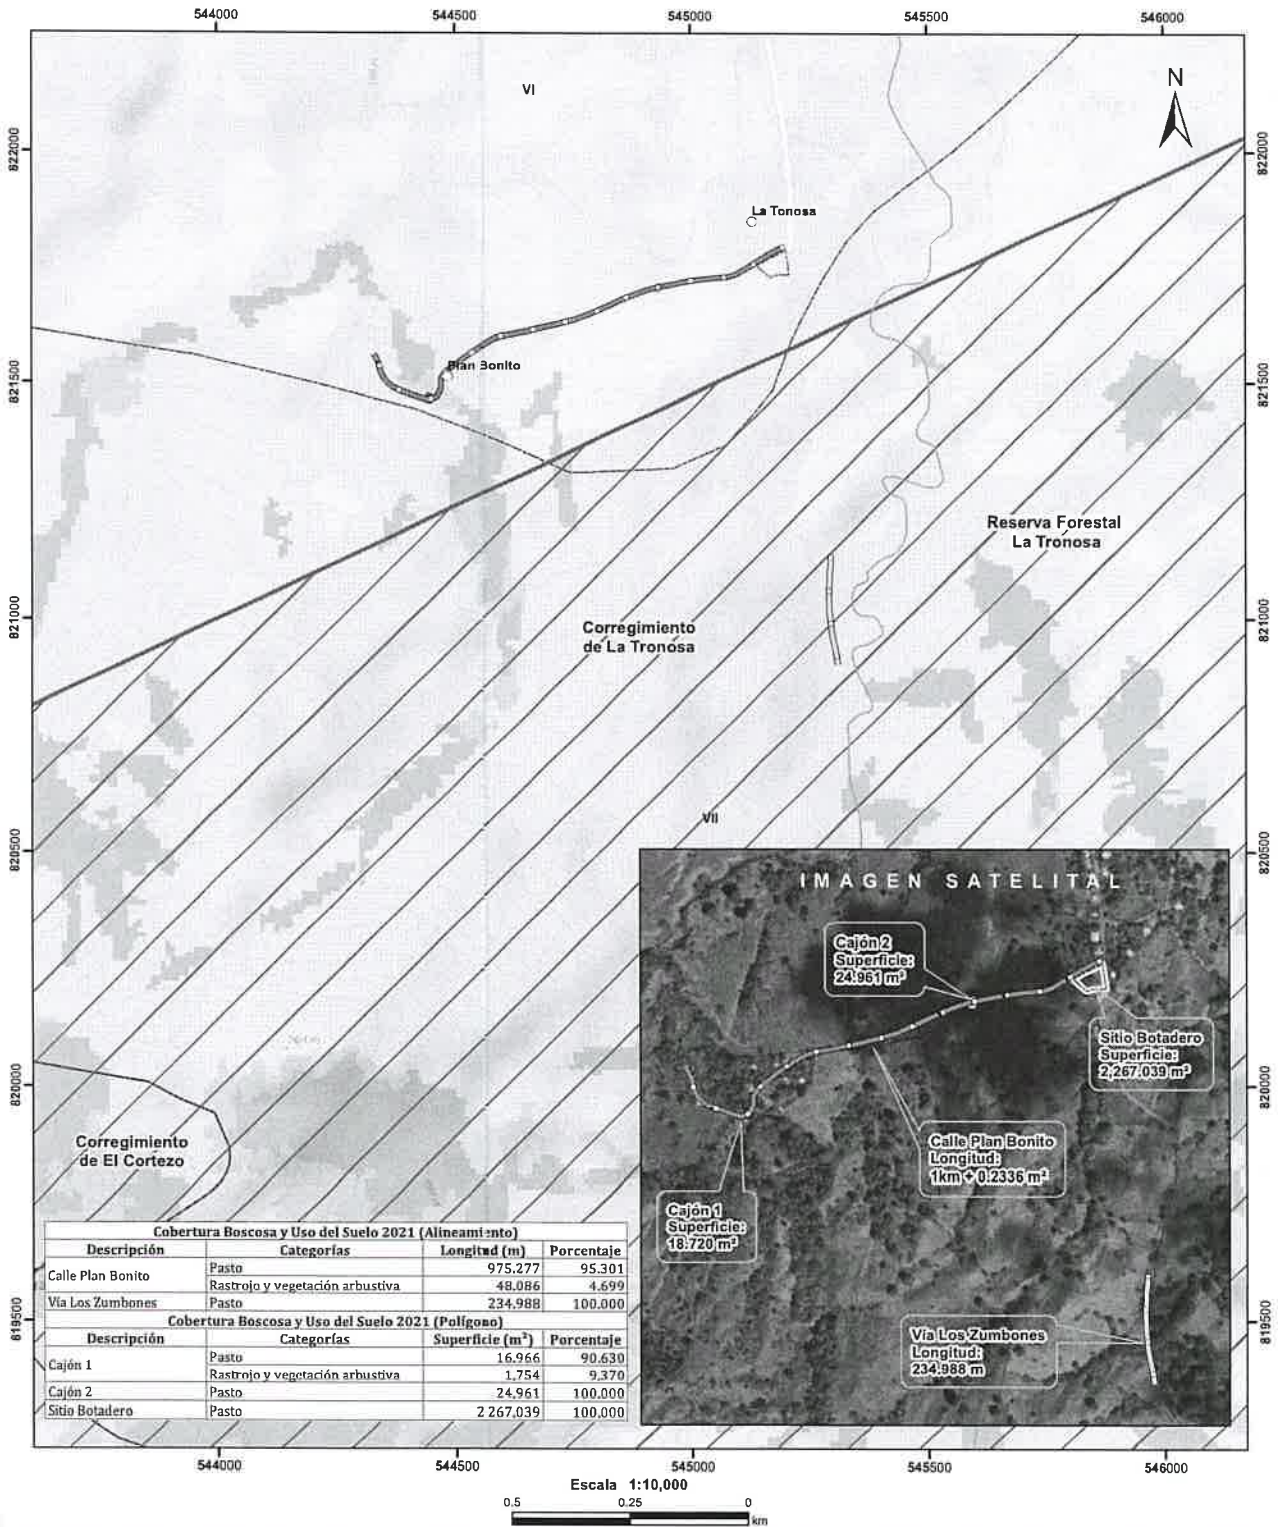 544000 544500 545000 545500 546000
N
VI
822000 822000
La Tonosa
821500 821500
Plan Bonito
Reserva Forestal
La Tronosa
821000 821000
Corregimiento
de La Tronosa
VII
820500 820500
IMAGEN SATELITAL
Cajón 2
Superficie:
24.961 m²
Sitio Botadero
Superficie:
2,267.039 m²
820000 820000
Calle Plan Bonito
Longitud:
1km + 0.2336 m²
Corregimiento
de El Cortezo
Cajón 1
Superficie:
18.720 m²
Vía Los Zumbones
Longitud:
234.988 m
819500 819500
Cobertura Boscosa y Uso del Suelo 2021 (Alineamiento)
Descripción Categorías Longitud (m) Porcentaje
Calle Plan Bonito Pasto 975.277 95.301
Rastrojo y vegetación arbustiva 48.086 4.699
Vía Los Zumbones Pasto 234.988 100.000
Cobertura Boscosa y Uso del Suelo 2021 (Polígono)
Descripción Categorías Superficie (m²) Porcentaje
Cajón 1 Pasto 16.966 90.630
Rastrojo y vegetación arbustiva 1,754 9,370
Cajón 2 Pasto 24,961 100.000
Sitio Botadero Pasto 2 267,039 100,000
544000 544500 545000 545500 546000
Escala 1:10,000
0.5 0.25 0
km